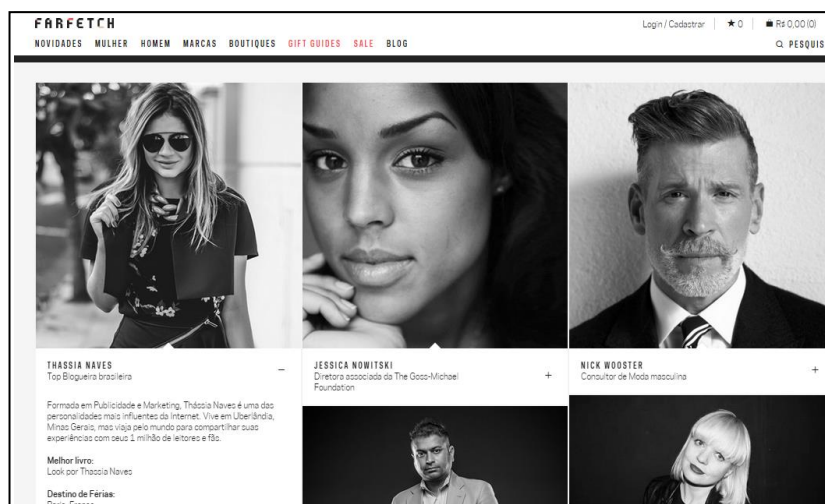 FARFETCH
Login / Cadastrar
0
R$ 0,00 (0)
NOVIDADES MULHER HOMEM MARCAS BOUTIQUES GIFT GUIDES SALE BLOG
PESQUIS
THASSIA NAVES
Top Blogueira brasileira
Formada em Publicidade e Marketing, Thássia Naves é uma das
personalidades mais influentes da Internet. Vive em Uberlândia,
Minas Gerais, mas viaja pelo mundo para compartilhar suas
experiências com seus 1 milhão de leitores e fãs.
Melhor livro:
Look por Thassia Naves
Destino de Férias:
JESSICA NOWITSKI
Diretora associada da The Goss-Michael
Foundation
NICK WOOSTER
Consultor de Moda masculina